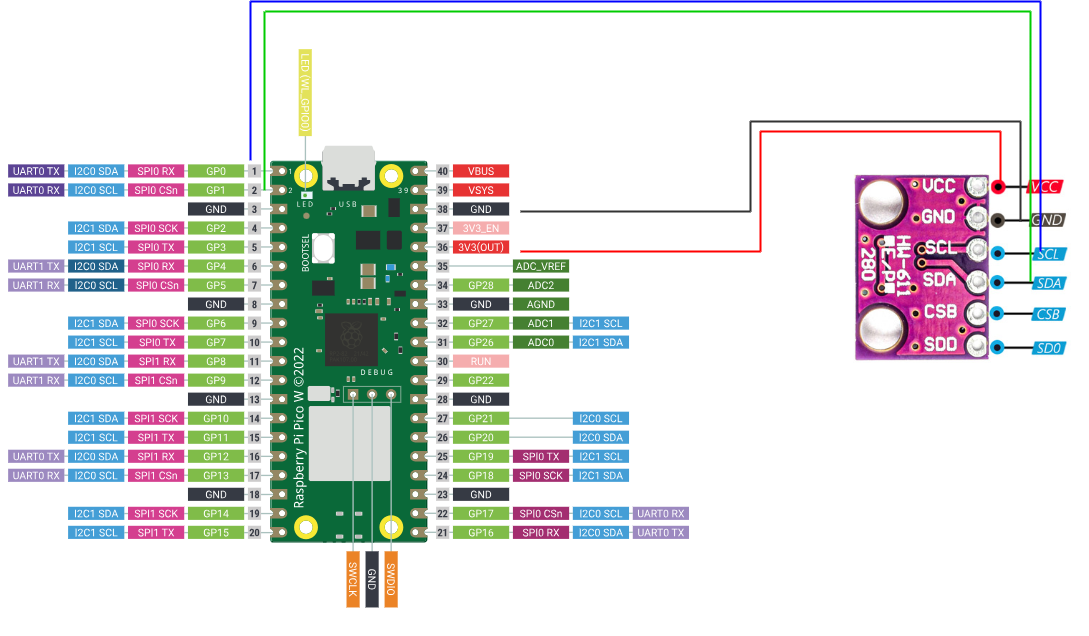 LED (WL_GPIO0)
UART0 TX I2C0 SDA SPI0 RX GP0 1
UART0 RX I2C0 SCL SPI0 CSn GP1 2
GND 3
I2C1 SDA SPI0 SCK GP2 4
I2C1 SCL SPI0 TX GP3 5
UART1 TX I2C0 SDA SPI0 RX GP4 6
UART1 RX I2C0 SCL SPI0 CSn GP5 7
GND 8
I2C1 SDA SPI0 SCK GP6 9
I2C1 SCL SPI0 TX GP7 10
UART1 TX I2C0 SDA SPI1 RX GP8 11
UART1 RX I2C0 SCL SPI1 CSn GP9 12
GND 13
I2C1 SDA SPI1 SCK GP10 14
I2C1 SCL SPI1 TX GP11 15
UART0 TX I2C0 SDA SPI1 RX GP12 16
UART0 RX I2C0 SCL SPI1 CSn GP13 17
GND 18
I2C1 SDA SPI1 SCK GP14 19
I2C1 SCL SPI1 TX GP15 20
1
2
39
LED
USB
BOOTSEL
DEBUG
Raspberry Pi Pico W ©2022
40 VBUS
39 VSYS
38 GND
37 3V3_EN
36 3V3(OUT)
35 ADC_VREF
34 GP28 ADC2
33 GND AGND
32 GP27 ADC1 I2C1 SCL
31 GP26 ADC0 I2C1 SDA
30 RUN
29 GP22
28 GND
27 GP21 I2C0 SCL
26 GP20 I2C0 SDA
25 GP19 SPI0 TX I2C1 SCL
24 GP18 SPI0 SCK I2C1 SDA
23 GND
22 GP17 SPI0 CSn I2C0 SCL UART0 RX
21 GP16 SPI0 RX I2C0 SDA UART0 TX
SWCLK
GND
SWDIO
VCC
GND
SCL
SDA
CSB
SDO
HW-611
E/P
280
VCC
GND
SCL
SDA
CSB
SD0